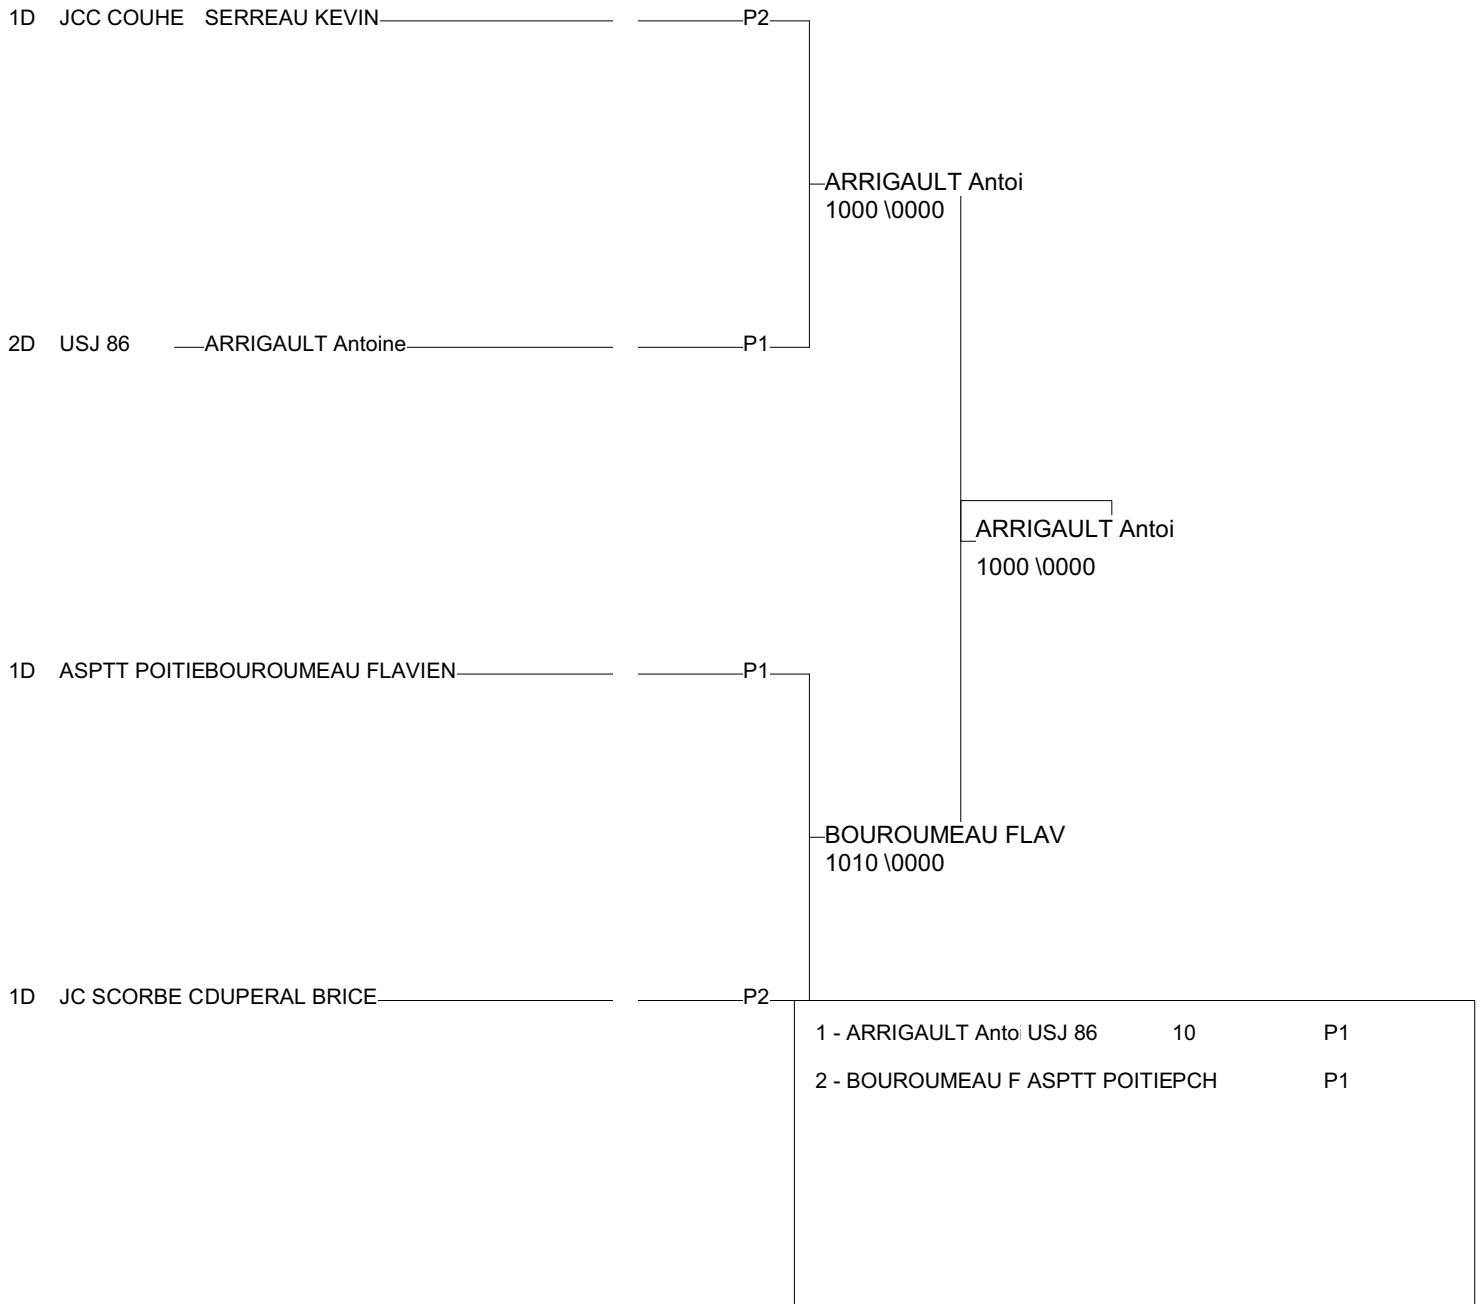 1D JCC COUHE SERREAU KEVIN P2
ARRIGAULT Antoi
1000 \0000
2D USJ 86 ARRIGAULT Antoine P1
ARRIGAULT Antoi
1000 \0000
1D ASPTT POITIEBOUROUMEAU FLAVIEN P1
BOUROUMEAU FLAV
1010 \0000
1D JC SCORBE CDUPERAL BRICE P2
1 - ARRIGAULT Antoi USJ 86 10 P1
2 - BOUROUMEAU F ASPTT POITIEPCH P1